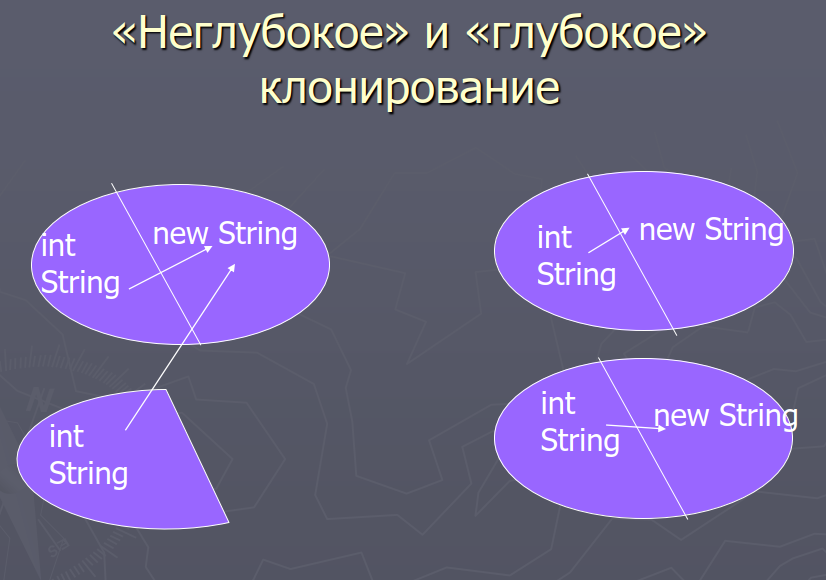 «Неглубокое» и «глубокое»
клонирование
int
String
new String
int
String
int
String
new String
int
String
new String